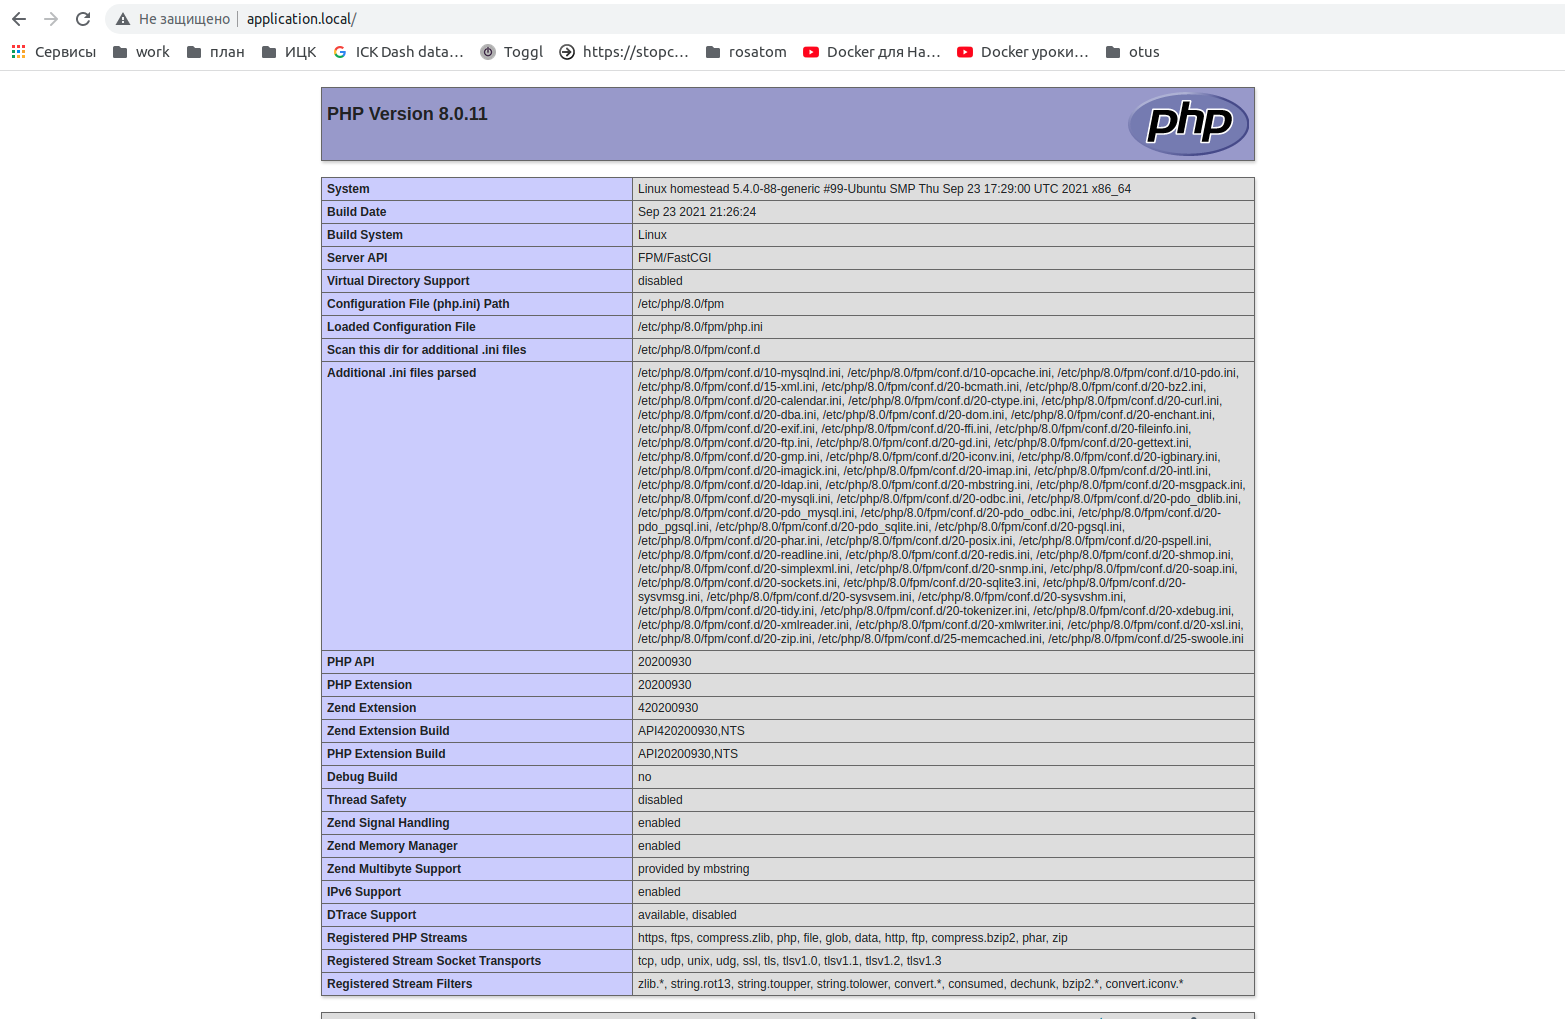 Не защищено application.local/
Сервисы work план ИЦК ICK Dash data… Toggl https://stopc… rosatom Docker для На… Docker уроки… otus
PHP Version 8.0.11
php
System Linux homestead 5.4.0-88-generic #99-Ubuntu SMP Thu Sep 23 17:29:00 UTC 2021 x86_64
Build Date Sep 23 2021 21:26:24
Build System Linux
Server API FPM/FastCGI
Virtual Directory Support disabled
Configuration File (php.ini) Path /etc/php/8.0/fpm
Loaded Configuration File /etc/php/8.0/fpm/php.ini
Scan this dir for additional .ini files /etc/php/8.0/fpm/conf.d
Additional .ini files parsed /etc/php/8.0/fpm/conf.d/10-mysqlnd.ini, /etc/php/8.0/fpm/conf.d/10-opcache.ini, /etc/php/8.0/fpm/conf.d/10-pdo.ini,
/etc/php/8.0/fpm/conf.d/15-xml.ini, /etc/php/8.0/fpm/conf.d/20-bcmath.ini, /etc/php/8.0/fpm/conf.d/20-bz2.ini,
/etc/php/8.0/fpm/conf.d/20-calendar.ini, /etc/php/8.0/fpm/conf.d/20-ctype.ini, /etc/php/8.0/fpm/conf.d/20-curl.ini,
/etc/php/8.0/fpm/conf.d/20-dba.ini, /etc/php/8.0/fpm/conf.d/20-dom.ini, /etc/php/8.0/fpm/conf.d/20-enchant.ini,
/etc/php/8.0/fpm/conf.d/20-exif.ini, /etc/php/8.0/fpm/conf.d/20-ffi.ini, /etc/php/8.0/fpm/conf.d/20-fileinfo.ini,
/etc/php/8.0/fpm/conf.d/20-ftp.ini, /etc/php/8.0/fpm/conf.d/20-gd.ini, /etc/php/8.0/fpm/conf.d/20-gettext.ini,
/etc/php/8.0/fpm/conf.d/20-gmp.ini, /etc/php/8.0/fpm/conf.d/20-iconv.ini, /etc/php/8.0/fpm/conf.d/20-igbinary.ini,
/etc/php/8.0/fpm/conf.d/20-imagick.ini, /etc/php/8.0/fpm/conf.d/20-imap.ini, /etc/php/8.0/fpm/conf.d/20-intl.ini,
/etc/php/8.0/fpm/conf.d/20-ldap.ini, /etc/php/8.0/fpm/conf.d/20-mbstring.ini, /etc/php/8.0/fpm/conf.d/20-msgpack.ini,
/etc/php/8.0/fpm/conf.d/20-mysqli.ini, /etc/php/8.0/fpm/conf.d/20-odbc.ini, /etc/php/8.0/fpm/conf.d/20-pdo_dblib.ini,
/etc/php/8.0/fpm/conf.d/20-pdo_mysql.ini, /etc/php/8.0/fpm/conf.d/20-pdo_odbc.ini, /etc/php/8.0/fpm/conf.d/20-
pdo_pgsql.ini, /etc/php/8.0/fpm/conf.d/20-pdo_sqlite.ini, /etc/php/8.0/fpm/conf.d/20-pgsql.ini,
/etc/php/8.0/fpm/conf.d/20-phar.ini, /etc/php/8.0/fpm/conf.d/20-posix.ini, /etc/php/8.0/fpm/conf.d/20-pspell.ini,
/etc/php/8.0/fpm/conf.d/20-readline.ini, /etc/php/8.0/fpm/conf.d/20-redis.ini, /etc/php/8.0/fpm/conf.d/20-shmop.ini,
/etc/php/8.0/fpm/conf.d/20-simplexml.ini, /etc/php/8.0/fpm/conf.d/20-snmp.ini, /etc/php/8.0/fpm/conf.d/20-soap.ini,
/etc/php/8.0/fpm/conf.d/20-sockets.ini, /etc/php/8.0/fpm/conf.d/20-sqlite3.ini, /etc/php/8.0/fpm/conf.d/20-
sysvmsg.ini, /etc/php/8.0/fpm/conf.d/20-sysvsem.ini, /etc/php/8.0/fpm/conf.d/20-sysvshm.ini,
/etc/php/8.0/fpm/conf.d/20-tidy.ini, /etc/php/8.0/fpm/conf.d/20-tokenizer.ini, /etc/php/8.0/fpm/conf.d/20-xdebug.ini,
/etc/php/8.0/fpm/conf.d/20-xmlreader.ini, /etc/php/8.0/fpm/conf.d/20-xmlwriter.ini, /etc/php/8.0/fpm/conf.d/20-xsl.ini,
/etc/php/8.0/fpm/conf.d/20-zip.ini, /etc/php/8.0/fpm/conf.d/25-memcached.ini, /etc/php/8.0/fpm/conf.d/25-swoole.ini
PHP API 20200930
PHP Extension 20200930
Zend Extension 420200930
Zend Extension Build API420200930,NTS
PHP Extension Build API20200930,NTS
Debug Build no
Thread Safety disabled
Zend Signal Handling enabled
Zend Memory Manager enabled
Zend Multibyte Support provided by mbstring
IPv6 Support enabled
DTrace Support available, disabled
Registered PHP Streams https, ftps, compress.zlib, php, file, glob, data, http, ftp, compress.bzip2, phar, zip
Registered Stream Socket Transports tcp, udp, unix, udg, ssl, tls, tlsv1.0, tlsv1.1, tlsv1.2, tlsv1.3
Registered Stream Filters zlib.*, string.rot13, string.toupper, string.tolower, convert.*, consumed, dechunk, bzip2.*, convert.iconv.*